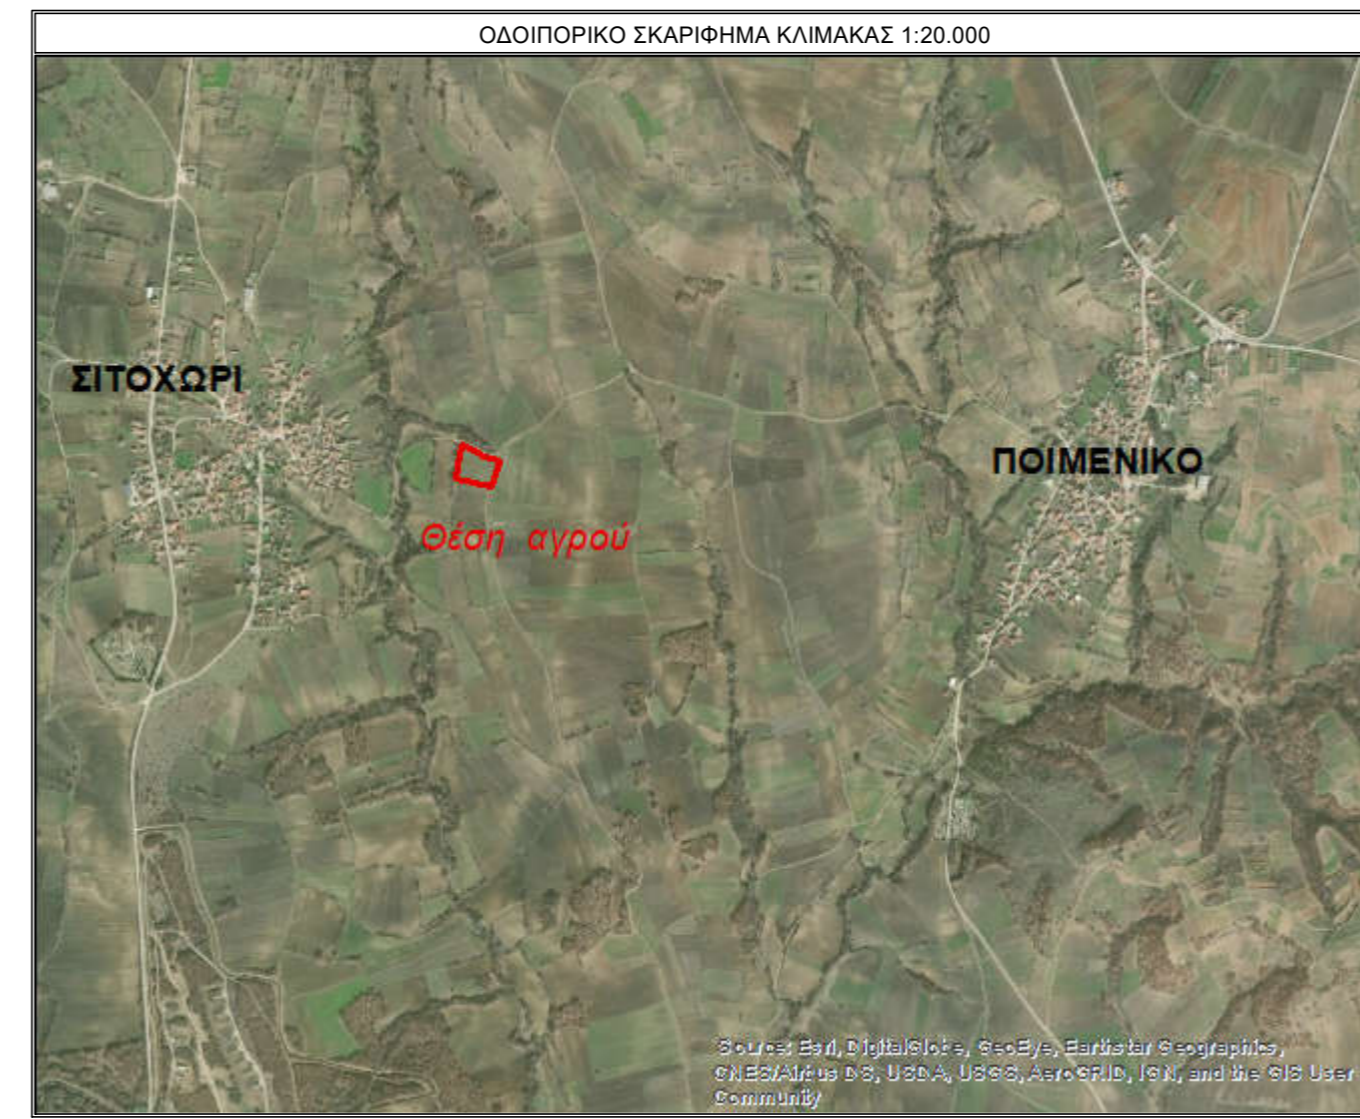 ΟΔΟΙΠΟΡΙΚΟ ΣΚΑΡΙΦΗΜΑ ΚΛΙΜΑΚΑΣ 1:20.000
ΣΙΤΟΧΩΡΙ
ΠΟΙΜΕΝΙΚΟ
Θέση αγρού
Source: Esri, DigitalGlobe, GeoEye, Earthstar Geographics,
CNES/Airbus DS, USDA, USGS, AeroGRID, IGN, and the GIS User
Community